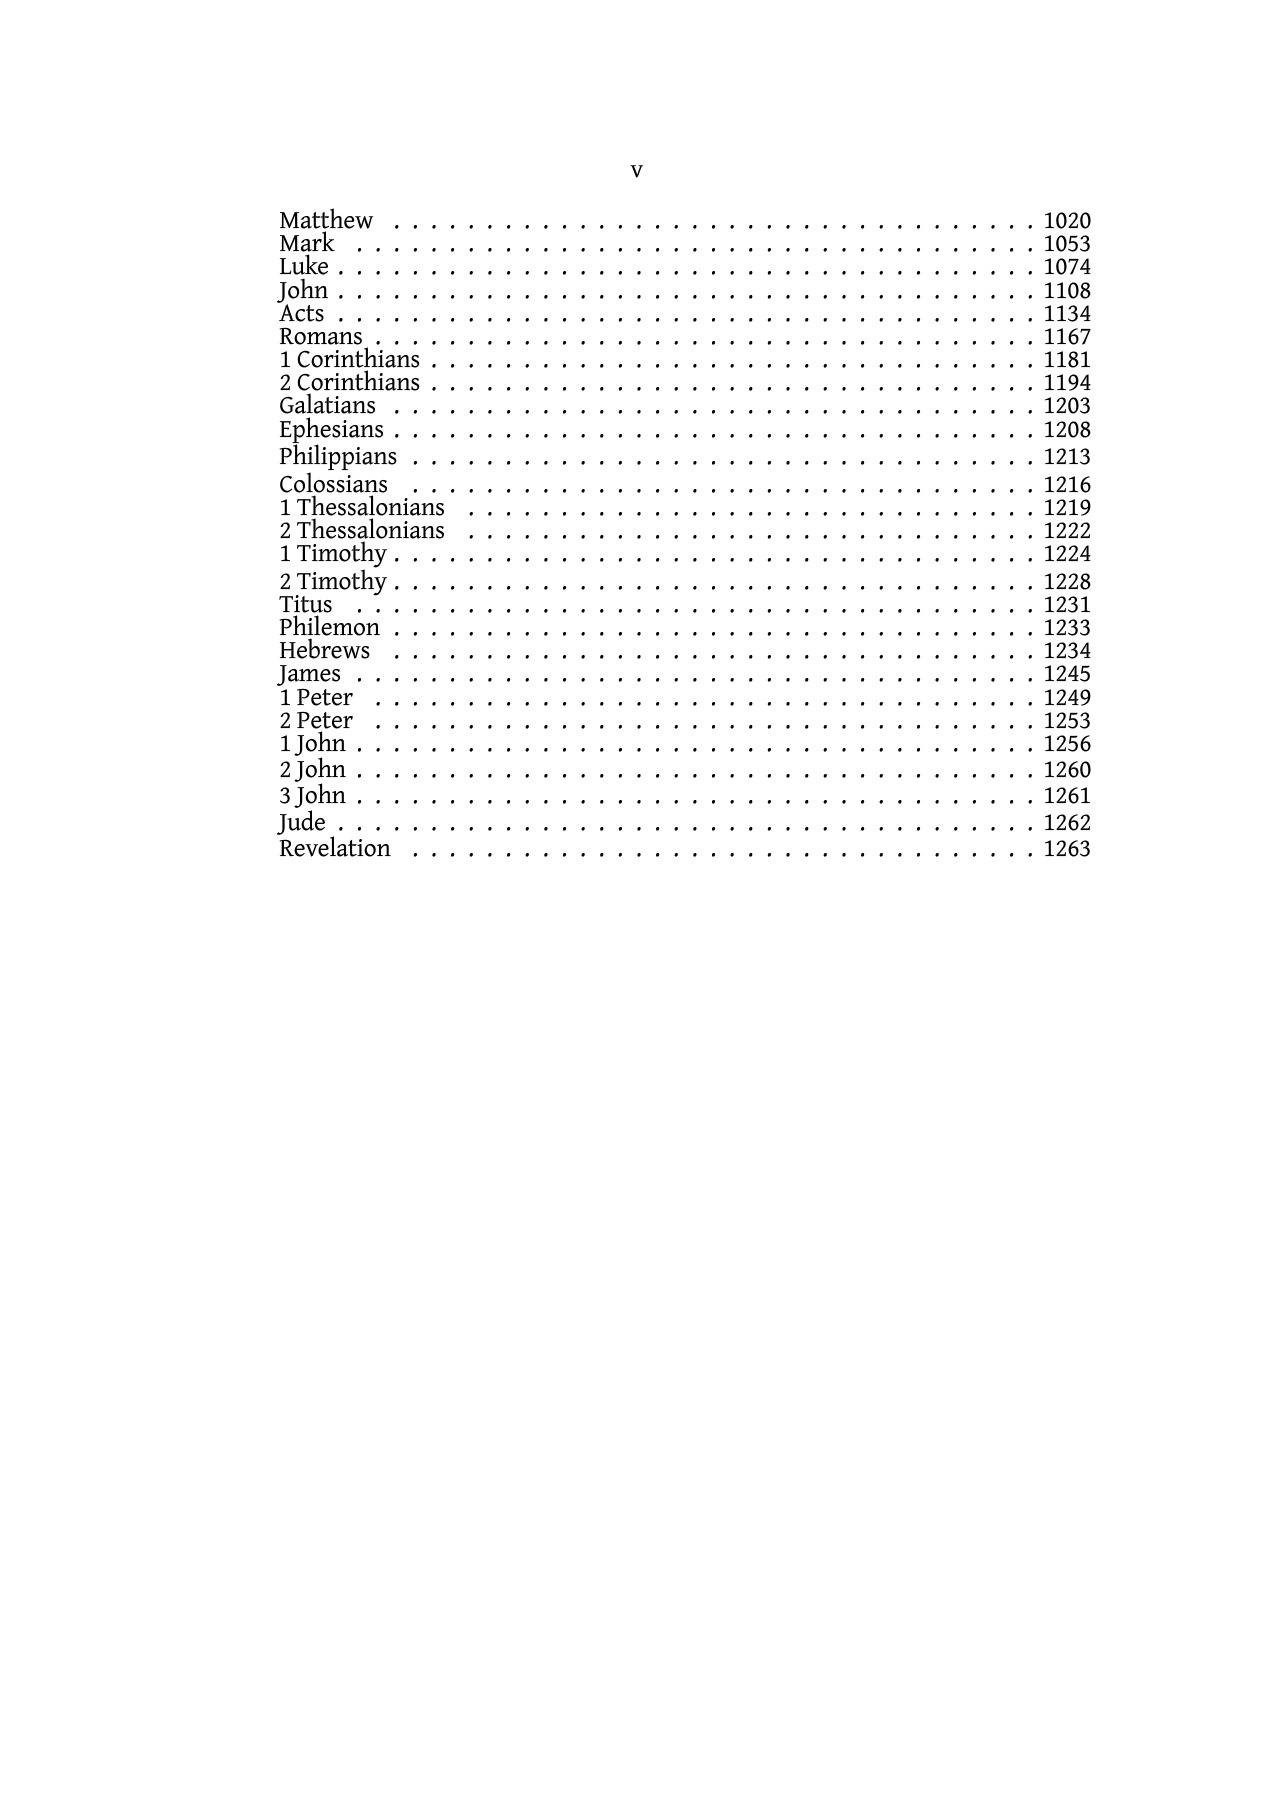 v
Matthew . . . . . . . . . . . . . . . . . . . . . . . . . . . . . . . . . . . 1020
Mark . . . . . . . . . . . . . . . . . . . . . . . . . . . . . . . . . . . . . 1053
Luke . . . . . . . . . . . . . . . . . . . . . . . . . . . . . . . . . . . . . . 1074
John . . . . . . . . . . . . . . . . . . . . . . . . . . . . . . . . . . . . . . 1108
Acts . . . . . . . . . . . . . . . . . . . . . . . . . . . . . . . . . . . . . . 1134
Romans . . . . . . . . . . . . . . . . . . . . . . . . . . . . . . . . . . . . 1167
1 Corinthians . . . . . . . . . . . . . . . . . . . . . . . . . . . . . . . . . 1181
2 Corinthians . . . . . . . . . . . . . . . . . . . . . . . . . . . . . . . . . 1194
Galatians . . . . . . . . . . . . . . . . . . . . . . . . . . . . . . . . . . . 1203
Ephesians . . . . . . . . . . . . . . . . . . . . . . . . . . . . . . . . . . . 1208
Philippians . . . . . . . . . . . . . . . . . . . . . . . . . . . . . . . . . . 1213
Colossians . . . . . . . . . . . . . . . . . . . . . . . . . . . . . . . . . . 1216
1 Thessalonians . . . . . . . . . . . . . . . . . . . . . . . . . . . . . . . 1219
2 Thessalonians . . . . . . . . . . . . . . . . . . . . . . . . . . . . . . . 1222
1 Timothy . . . . . . . . . . . . . . . . . . . . . . . . . . . . . . . . . . . 1224
2 Timothy . . . . . . . . . . . . . . . . . . . . . . . . . . . . . . . . . . . 1228
Titus . . . . . . . . . . . . . . . . . . . . . . . . . . . . . . . . . . . . . 1231
Philemon . . . . . . . . . . . . . . . . . . . . . . . . . . . . . . . . . . . 1233
Hebrews . . . . . . . . . . . . . . . . . . . . . . . . . . . . . . . . . . . 1234
James . . . . . . . . . . . . . . . . . . . . . . . . . . . . . . . . . . . . . 1245
1 Peter . . . . . . . . . . . . . . . . . . . . . . . . . . . . . . . . . . . . 1249
2 Peter . . . . . . . . . . . . . . . . . . . . . . . . . . . . . . . . . . . . 1253
1 John . . . . . . . . . . . . . . . . . . . . . . . . . . . . . . . . . . . . . 1256
2 John . . . . . . . . . . . . . . . . . . . . . . . . . . . . . . . . . . . . . 1260
3 John . . . . . . . . . . . . . . . . . . . . . . . . . . . . . . . . . . . . . 1261
Jude . . . . . . . . . . . . . . . . . . . . . . . . . . . . . . . . . . . . . . 1262
Revelation . . . . . . . . . . . . . . . . . . . . . . . . . . . . . . . . . . 1263